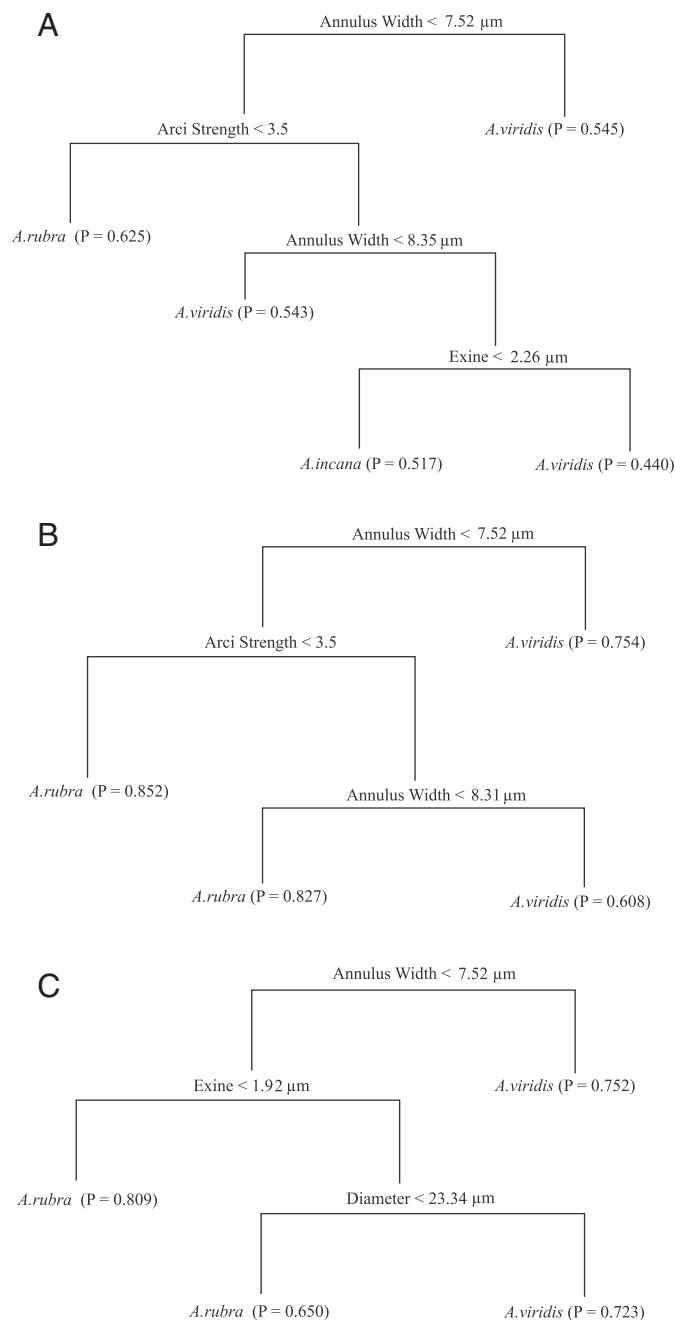 A
Annulus Width < 7.52 µm
Arci Strength < 3.5
A.viridis (P = 0.545)
A.rubra (P = 0.625)
Annulus Width < 8.35 µm
A.viridis (P = 0.543)
Exine < 2.26 µm
A.incana (P = 0.517)
A.viridis (P = 0.440)
B
Annulus Width < 7.52 µm
Arci Strength < 3.5
A.viridis (P = 0.754)
A.rubra (P = 0.852)
Annulus Width < 8.31 µm
A.rubra (P = 0.827)
A.viridis (P = 0.608)
C
Annulus Width < 7.52 µm
Exine < 1.92 µm
A.viridis (P = 0.752)
A.rubra (P = 0.809)
Diameter < 23.34 µm
A.rubra (P = 0.650)
A.viridis (P = 0.723)